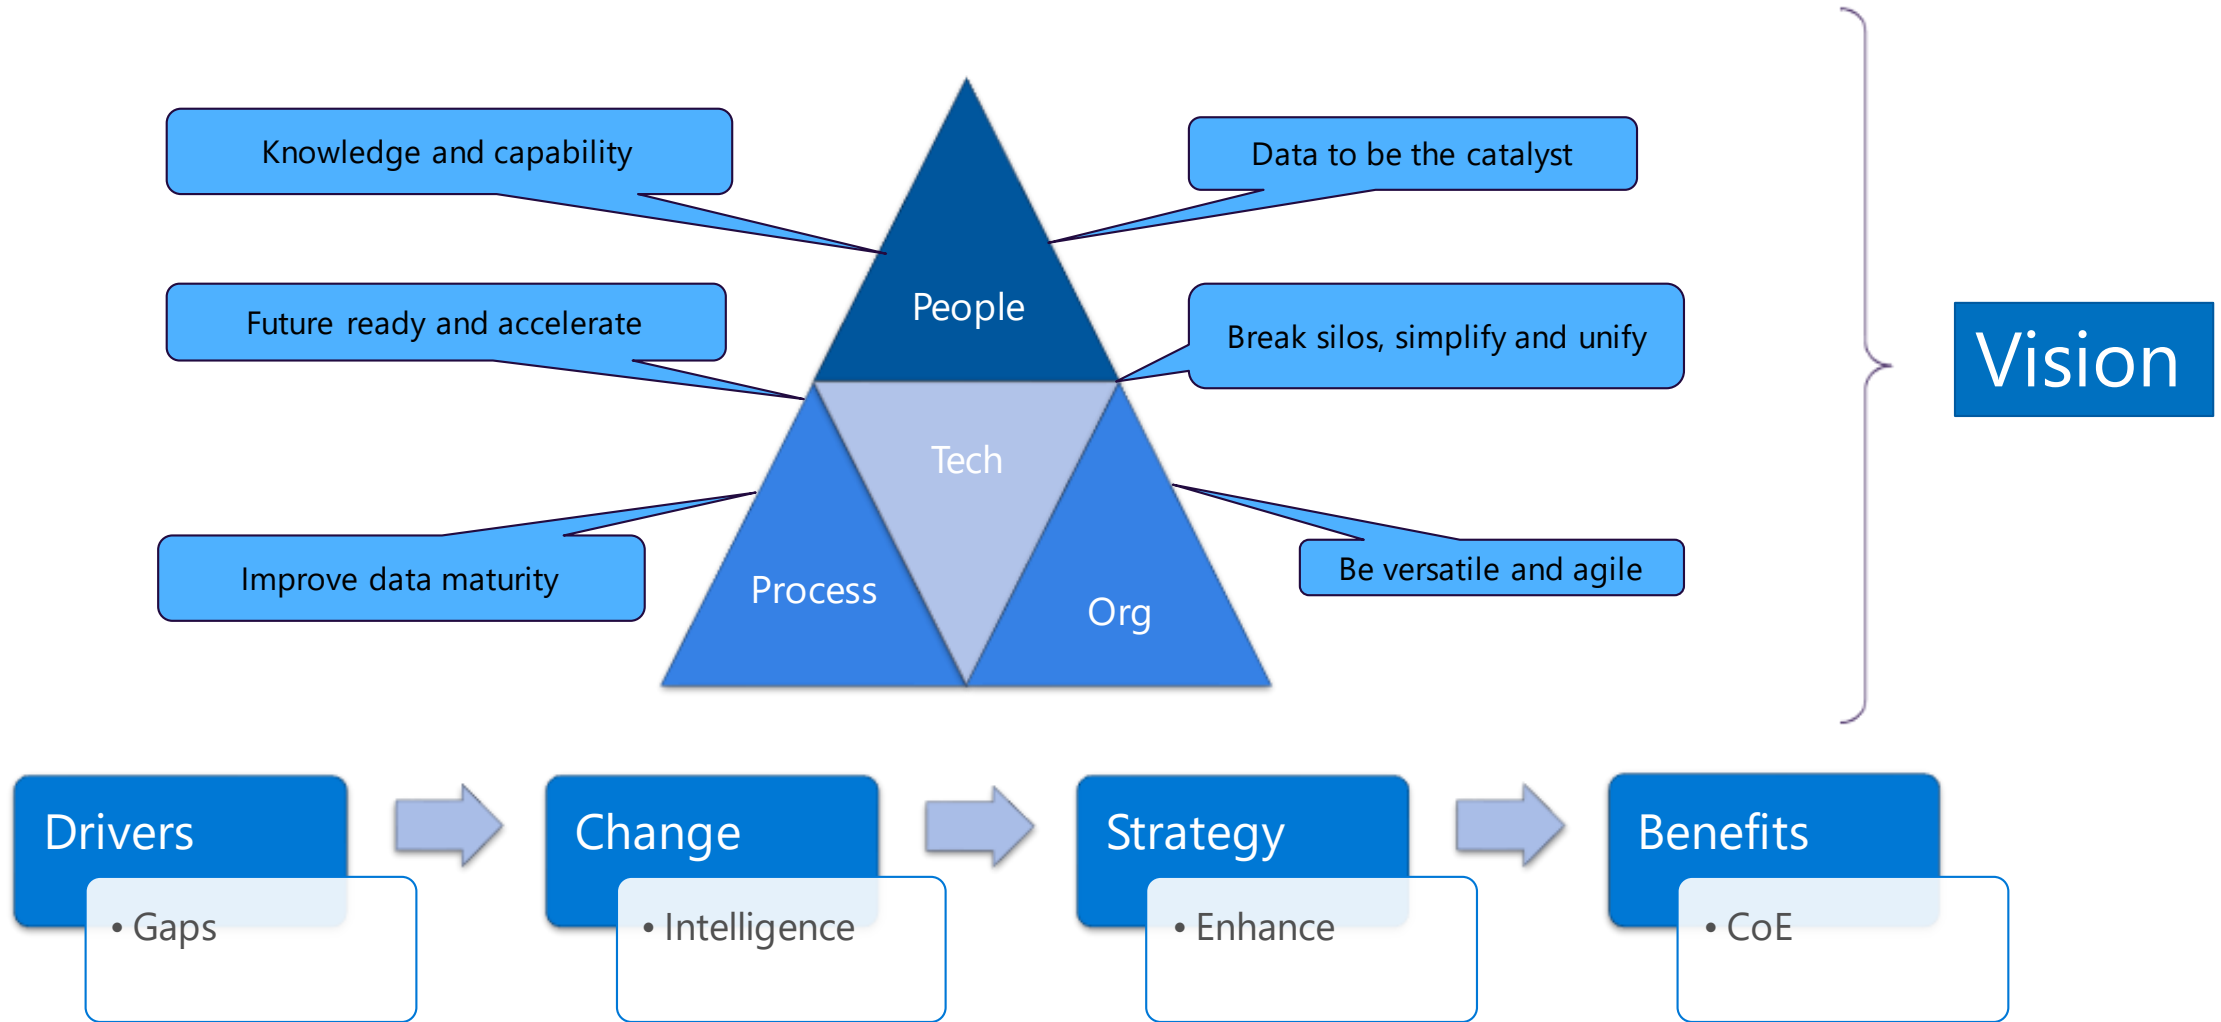 Knowledge and capability
Data to be the catalyst
People
Future ready and accelerate
Break silos, simplify and unify
Vision
Tech
Improve data maturity
Process
Be versatile and agile
Org
Drivers
• Gaps
Change
• Intelligence
Strategy
• Enhance
Benefits
• CoE